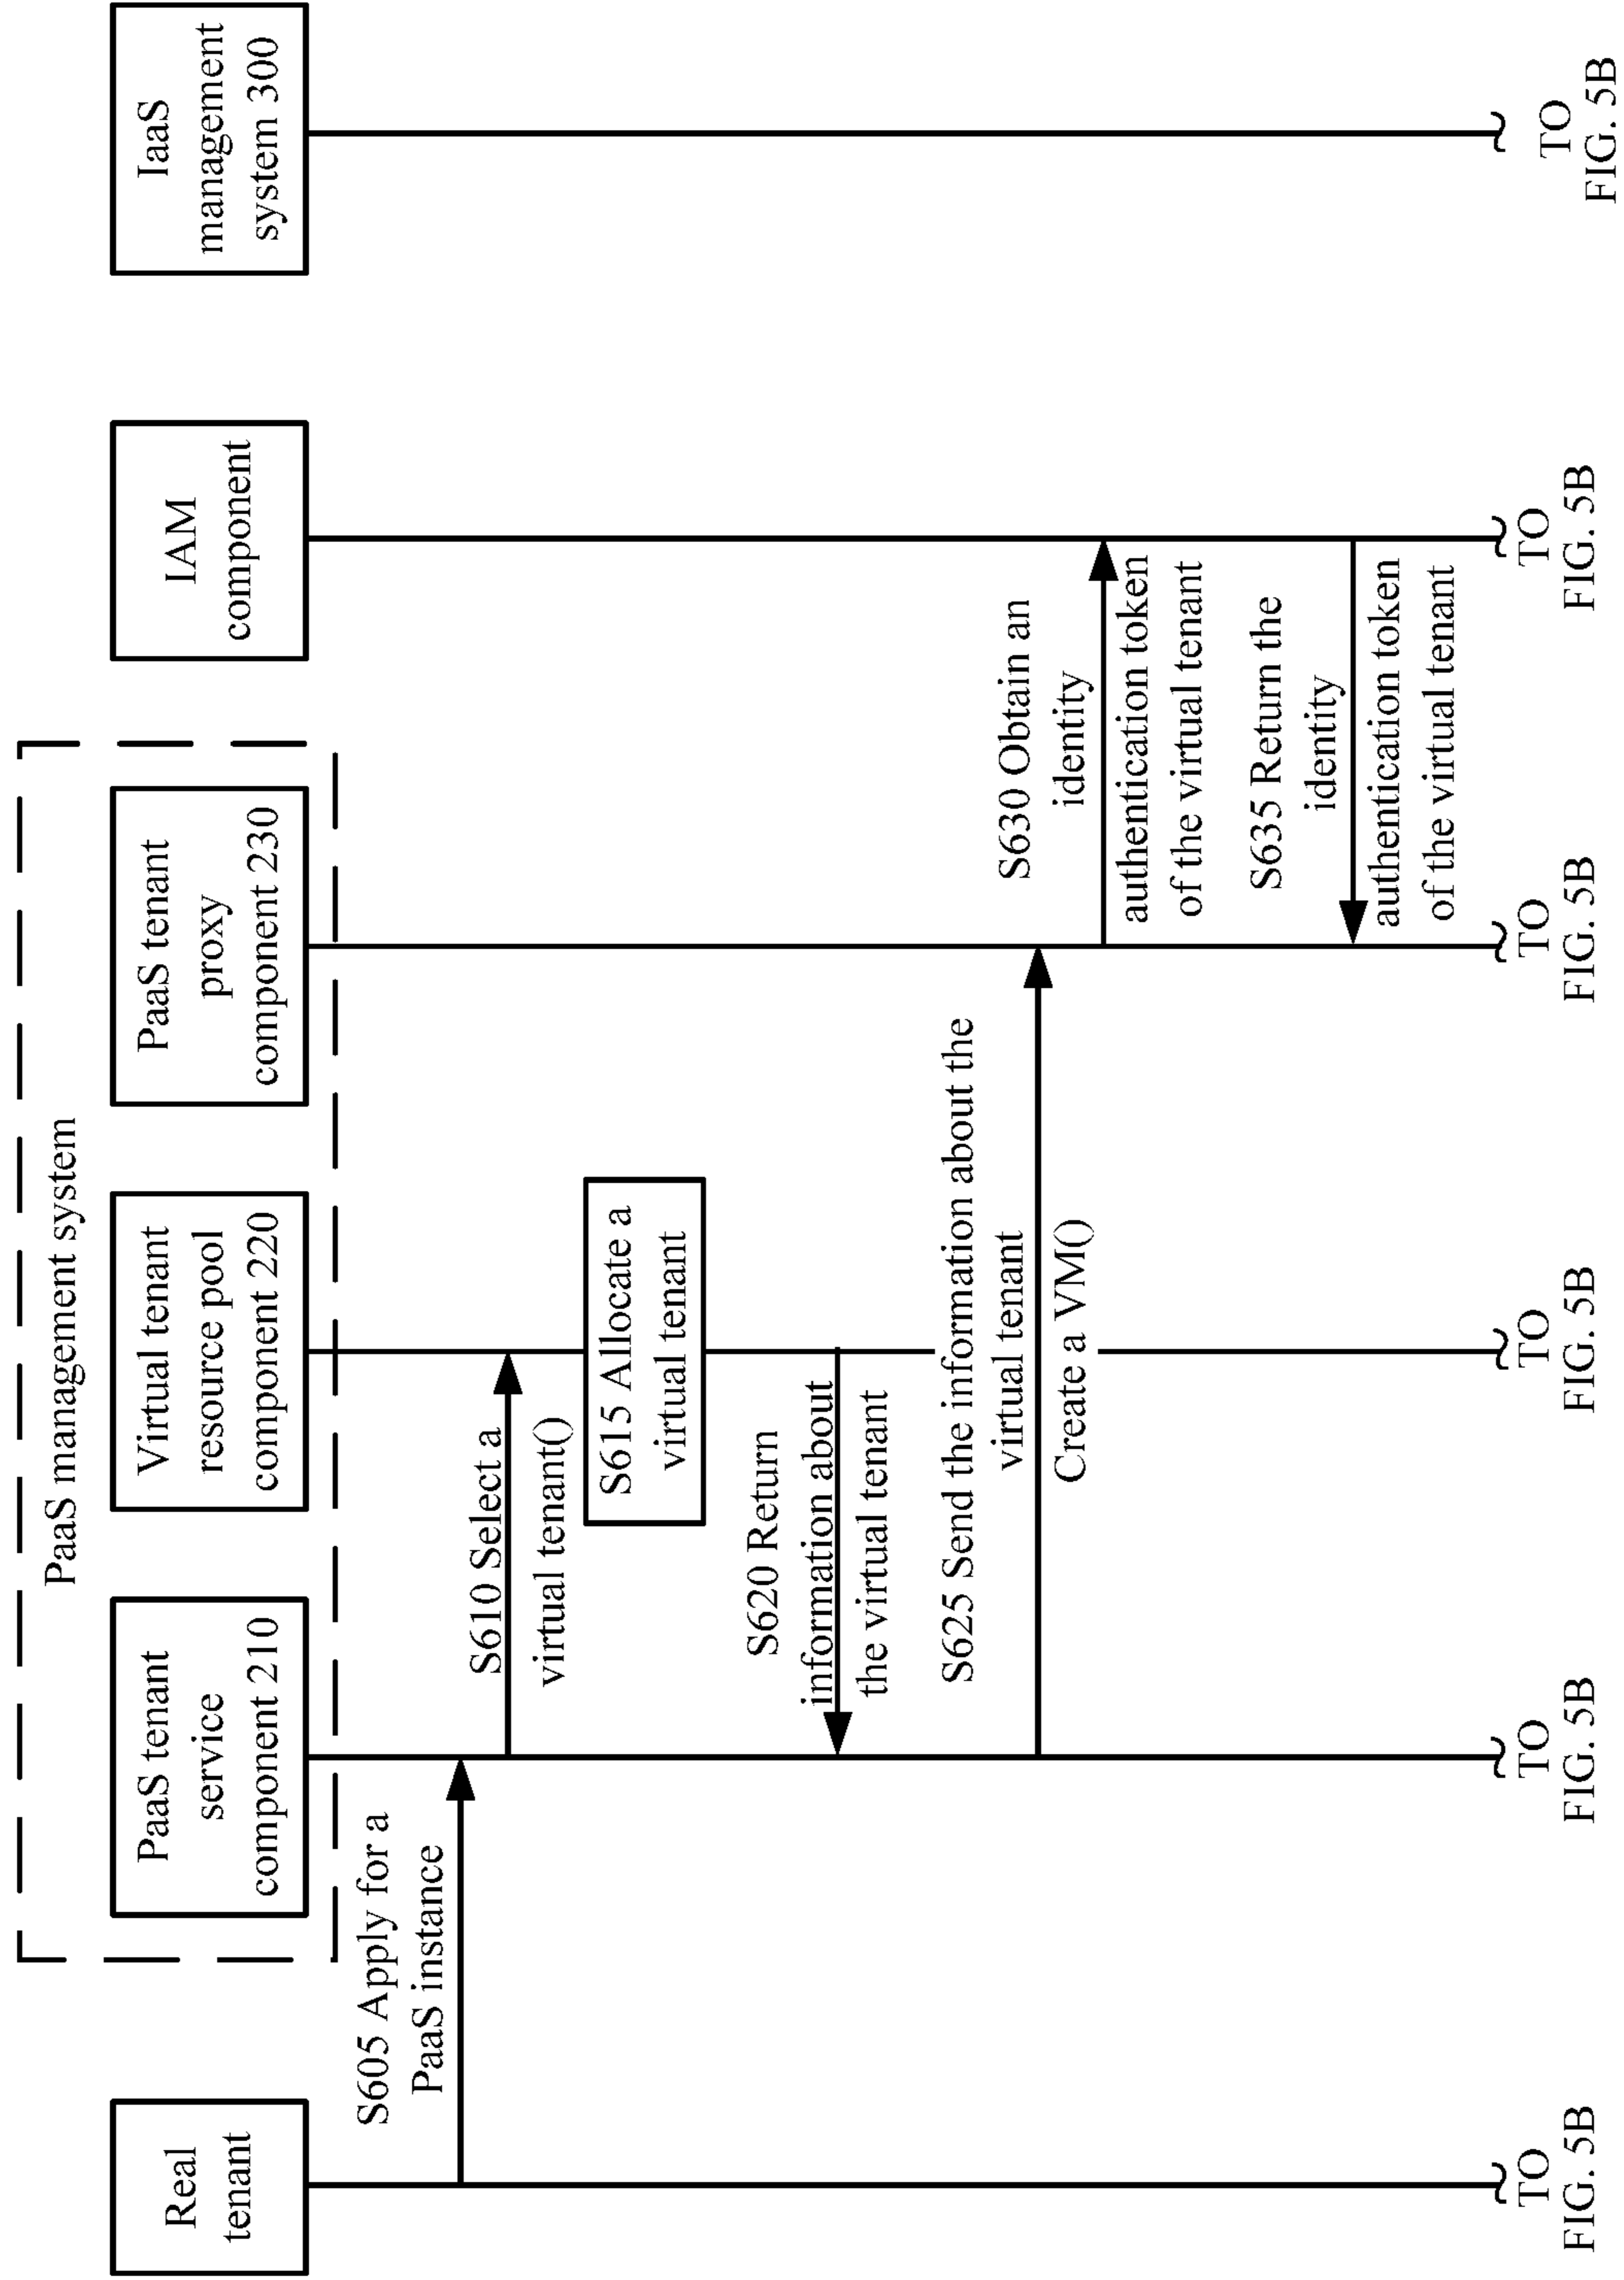 PaaS management system
Real
tenant
PaaS tenant
service
component 210
Virtual tenant
resource pool
component 220
PaaS tenant
proxy
component 230
IAM
component
IaaS
management
system 300
S605 Apply for a
PaaS instance
S610 Select a
virtual tenant()
S615 Allocate a
virtual tenant
S620 Return
information about
the virtual tenant
S625 Send the information about the
virtual tenant
Create a VM()
S630 Obtain an
identity
authentication token
of the virtual tenant
S635 Return the
identity
authentication token
of the virtual tenant
TO
FIG. 5B
TO
FIG. 5B
TO
FIG. 5B
TO
FIG. 5B
TO
FIG. 5B
TO
FIG. 5B